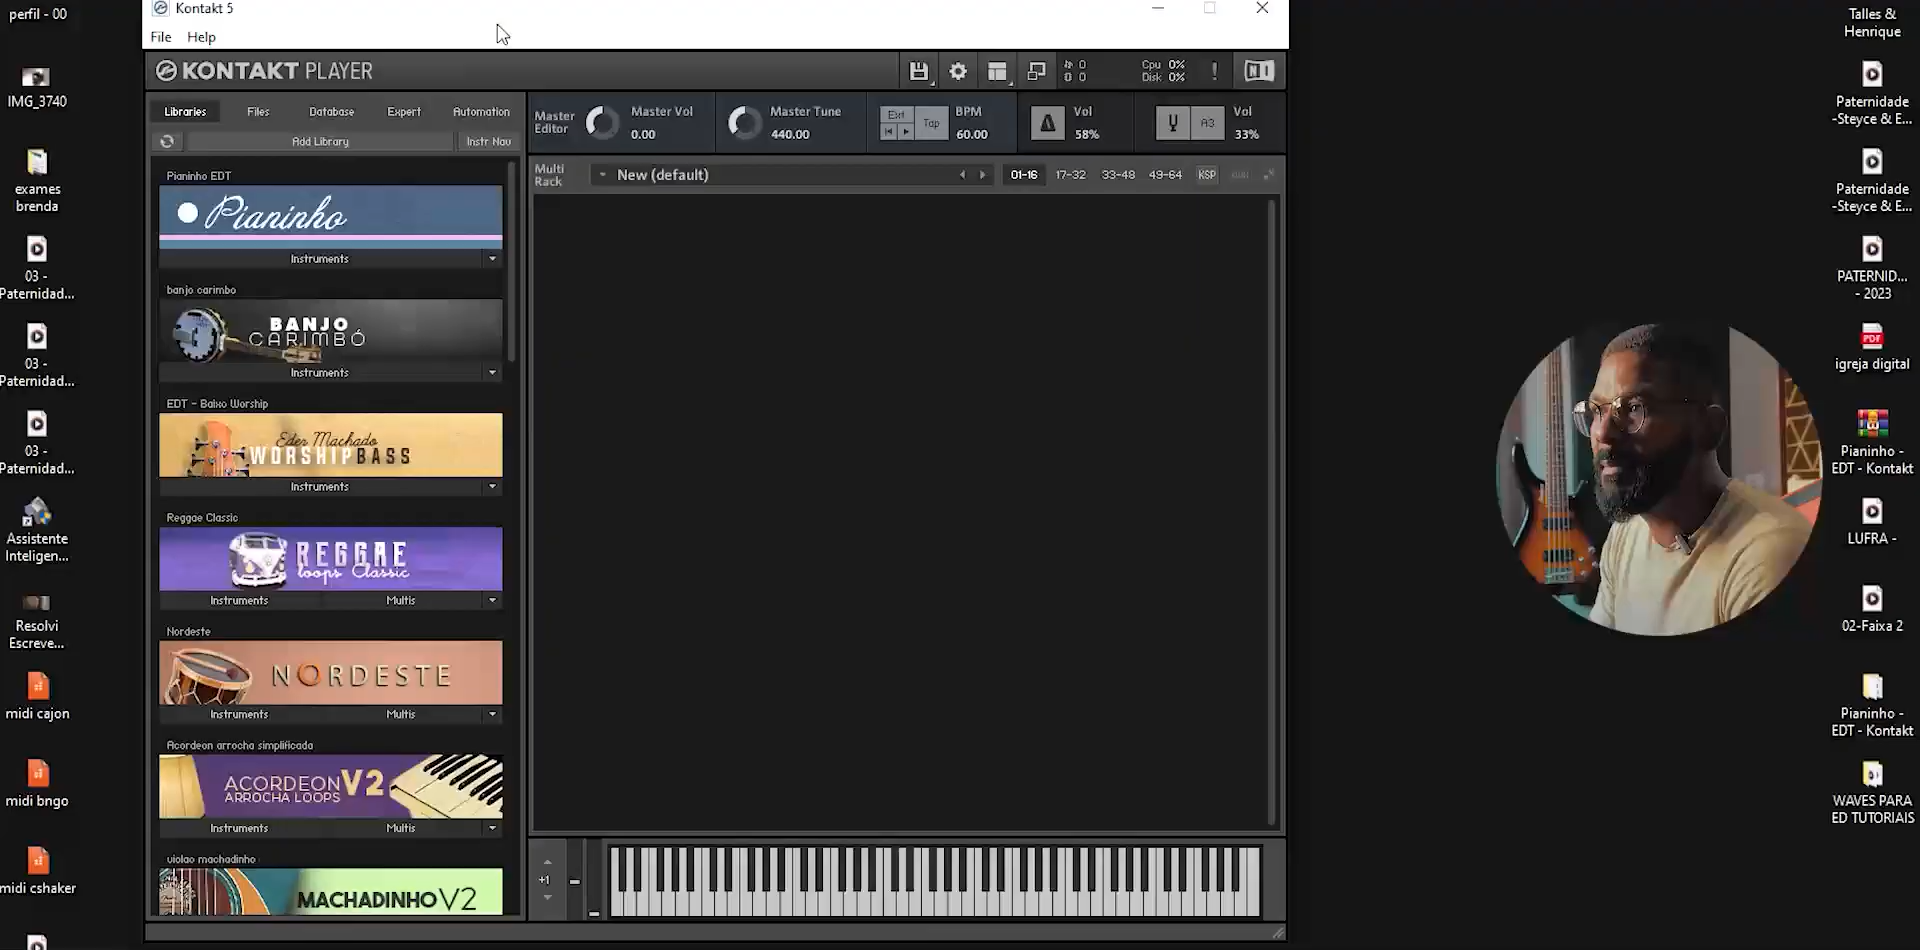 perfil - 00
IMG_3740
exames
brenda
03 -
Paternidad...
03 -
Paternidad...
03 -
Paternidad...
Assistente
Inteligen...
Resolvi
Escreve...
midi cajon
midi bngo
midi cshaker
Kontakt 5
File Help
KONTAKT PLAYER
0
0
Cpu 0%
Disk 0%
!
NI
Libraries Files Database Expert Automation
Add Library Instr Nav
Pianinho EDT
Pianinho
Instruments
banjo carimbo
BANJO
CARIMBÓ
Instruments
EDT - Baixo Worship
Eder Machado
WORSHIPBASS
Instruments
Reggae Classic
REGGAE
loops Classic
Instruments Multis
Nordeste
NORDESTE
Instruments Multis
Acordeon arrocha simplificada
ACORDEON V2
ARROCHA LOOPS
Instruments Multis
violao machadinho
MACHADINHO V2
Master
Editor
Master Vol
0.00
Master Tune
440.00
Ext
Tap
BPM
60.00
Vol
58%
A3
Vol
33%
Multi
Rack
New (default)
01-16 17-32 33-48 49-64 KSP
+1
Talles &
Henrique
Paternidade
-Steyce & E...
Paternidade
-Steyce & E...
PATERNID...
- 2023
PDF
igreja digital
Pianinho -
EDT - Kontakt
LUFRA -
02-Faixa 2
Pianinho -
EDT - Kontakt
WAVES PARA
ED TUTORIAIS